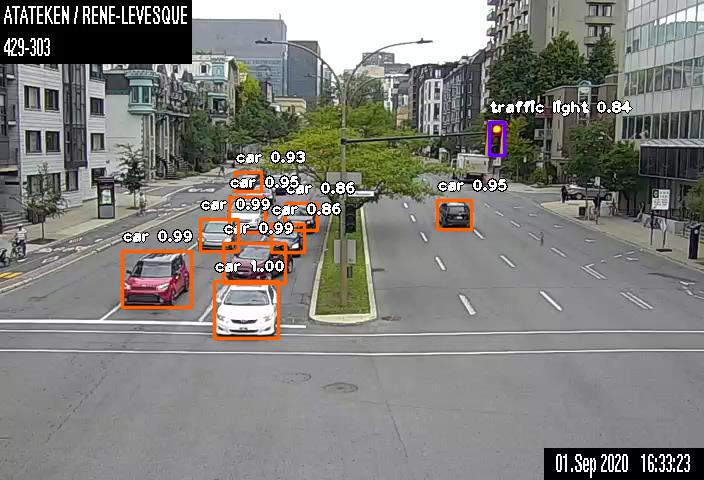 ATATEKEN / RENE-LEVESQUE
429-303
traffic light 0.84
car 0.93
car 0.95
car 0.86
car 0.95
car 0.99
car 0.86
car 0.99
car 0.99
car 1.00
01.Sep 2020 16:33:23